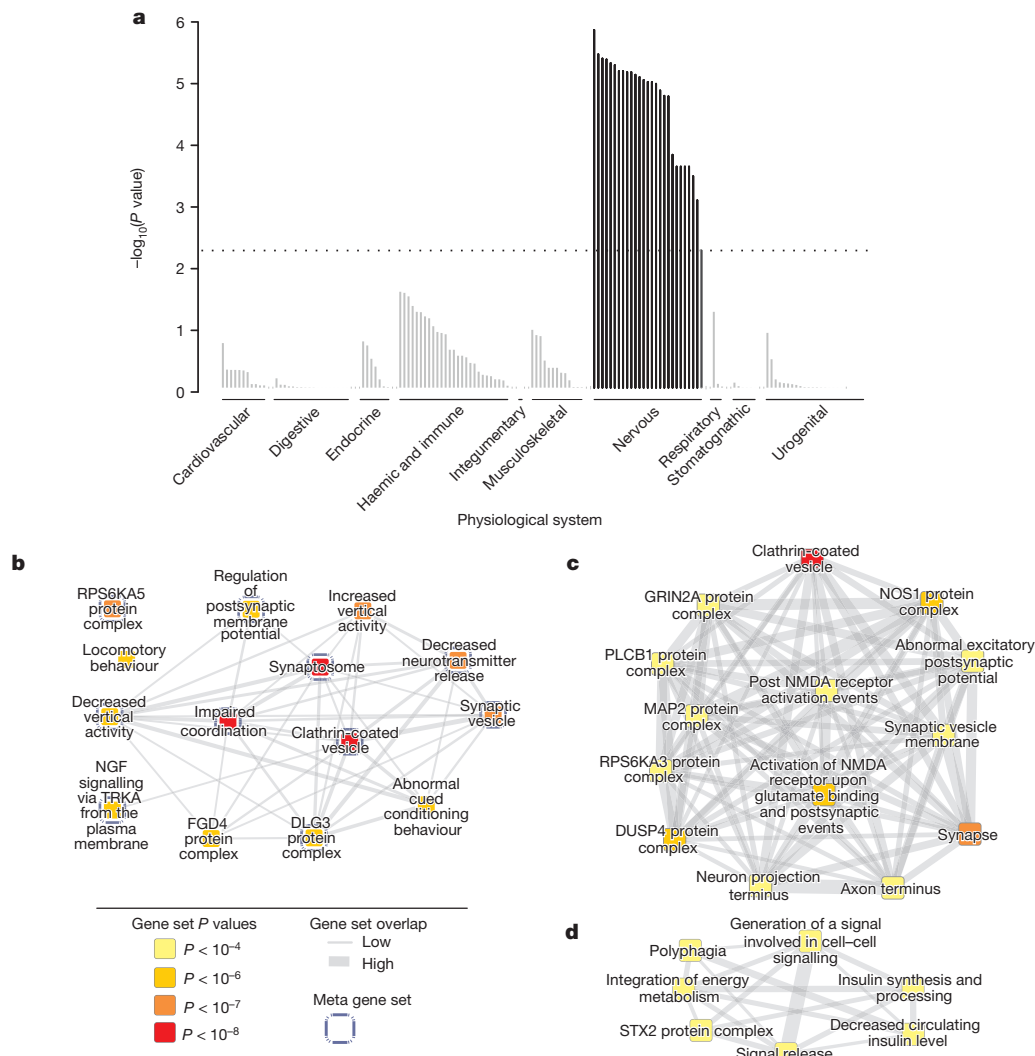 a
6
5
4
3
2
1
0
–log10(P value)
Cardiovascular
Digestive
Endocrine
Haemic and immune
Integumentary
Musculoskeletal
Nervous
Respiratory
Stomatognathic
Urogenital
Physiological system
b
RPS6KA5
protein
complex
Regulation
of
postsynaptic
membrane
potential
Increased
vertical
activity
Locomotory
behaviour
Synaptosome
Decreased
neurotransmitter
release
Decreased
vertical
activity
Impaired
coordination
Clathrin-coated
vesicle
Synaptic
vesicle
NGF
signalling
via TRKA
from the
plasma
membrane
FGD4
protein
complex
DLG3
protein
complex
Abnormal
cued
conditioning
behaviour
Gene set P values
P < 10–4
P < 10–6
P < 10–7
P < 10–8
Gene set overlap
Low
High
Meta gene set
c
Clathrin-coated
vesicle
GRIN2A protein
complex
NOS1 protein
complex
PLCB1 protein
complex
Abnormal excitatory
postsynaptic
potential
Post NMDA receptor
activation events
MAP2 protein
complex
Synaptic vesicle
membrane
RPS6KA3 protein
complex
Activation of NMDA
receptor upon
glutamate binding
and postsynaptic
events
DUSP4 protein
complex
Synapse
Neuron projection
terminus
Axon terminus
d
Generation of a signal
involved in cell–cell
signalling
Polyphagia
Integration of energy
metabolism
Insulin synthesis and
processing
STX2 protein complex
Decreased circulating
insulin level
Signal release